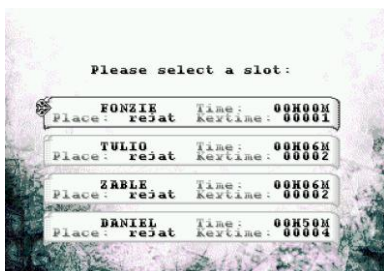 Please select a slot:
FONZIE Time: 00H00M
Place: rejat Keytime: 00001
TULIO Time: 00H06M
Place: rejat Keytime: 00002
ZABLE Time: 00H06M
Place: rejat Keytime: 00002
DANIEL Time: 00H50M
Place: rejat Keytime: 00004